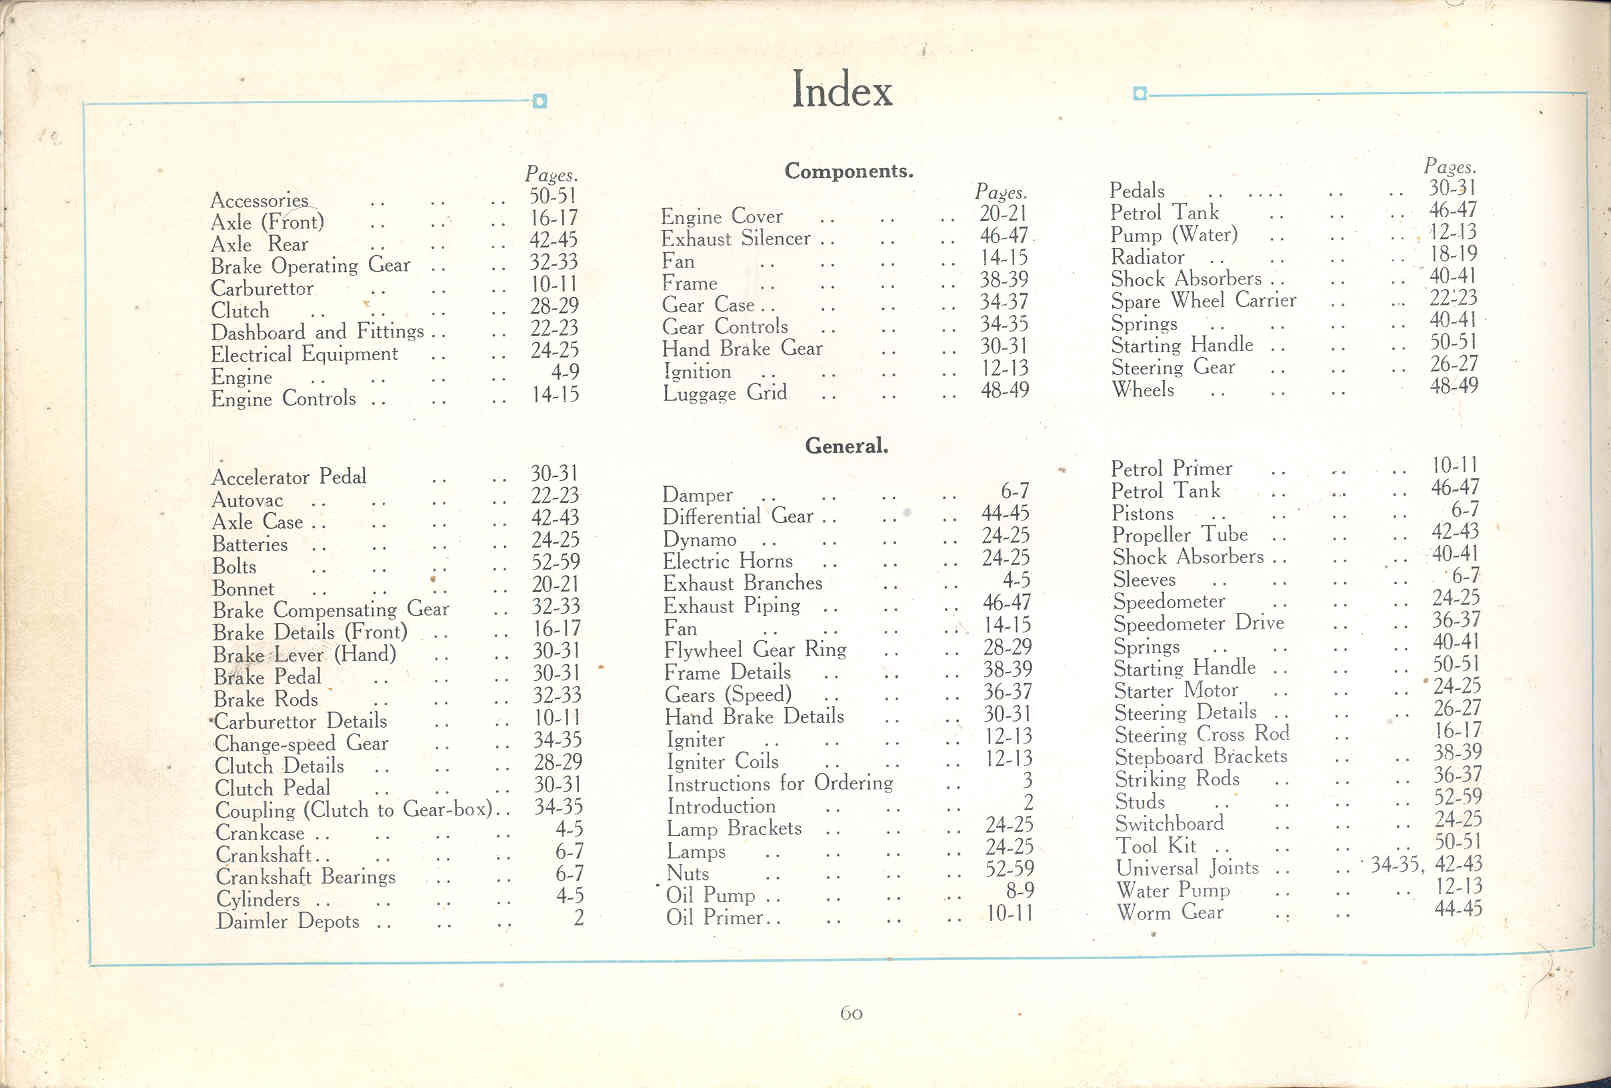 Index
Components.
Pages.
Accessories .. .. .. 50-51
Axle (Front) .. .. .. 16-17
Axle Rear .. .. .. 42-45
Brake Operating Gear .. .. 32-33
Carburettor .. .. .. 10-11
Clutch .. .. .. .. 28-29
Dashboard and Fittings .. .. 22-23
Electrical Equipment .. .. 24-25
Engine .. .. .. .. 4-9
Engine Controls .. .. .. 14-15
Pages.
Engine Cover .. .. .. 20-21
Exhaust Silencer .. .. .. 46-47
Fan .. .. .. .. 14-15
Frame .. .. .. .. 38-39
Gear Case .. .. .. .. 34-37
Gear Controls .. .. .. 34-35
Hand Brake Gear .. .. 30-31
Ignition .. .. .. .. 12-13
Luggage Grid .. .. .. 48-49
Pages.
Pedals .. .... .. .. 30-31
Petrol Tank .. .. .. 46-47
Pump (Water) .. .. .. 12-13
Radiator .. .. .. .. 18-19
Shock Absorbers .. .. .. 40-41
Spare Wheel Carrier .. .. 22-23
Springs .. .. .. .. 40-41
Starting Handle .. .. .. 50-51
Steering Gear .. .. .. 26-27
Wheels .. .. .. 48-49
General.
Accelerator Pedal .. .. 30-31
Autovac .. .. .. .. 22-23
Axle Case .. .. .. .. 42-43
Batteries .. .. .. .. 24-25
Bolts .. .. .. .. 52-59
Bonnet .. .. .. .. 20-21
Brake Compensating Gear .. 32-33
Brake Details (Front) .. .. 16-17
Brake Lever (Hand) .. .. 30-31
Brake Pedal .. .. .. 30-31
Brake Rods .. .. .. 32-33
Carburettor Details .. .. 10-11
Change-speed Gear .. .. 34-35
Clutch Details .. .. .. 28-29
Clutch Pedal .. .. .. 30-31
Coupling (Clutch to Gear-box) .. 34-35
Crankcase .. .. .. .. 4-5
Crankshaft .. .. .. .. 6-7
Crankshaft Bearings .. .. 6-7
Cylinders .. .. .. .. 4-5
Daimler Depots .. .. .. 2
Damper .. .. .. .. 6-7
Differential Gear .. .. .. 44-45
Dynamo .. .. .. .. 24-25
Electric Horns .. .. .. 24-25
Exhaust Branches .. .. 4-5
Exhaust Piping .. .. .. 46-47
Fan .. .. .. .. 14-15
Flywheel Gear Ring .. .. 28-29
Frame Details .. .. .. 38-39
Gears (Speed) .. .. .. 36-37
Hand Brake Details .. .. 30-31
Igniter .. .. .. .. 12-13
Igniter Coils .. .. .. 12-13
Instructions for Ordering .. 3
Introduction .. .. .. 2
Lamp Brackets .. .. .. 24-25
Lamps .. .. .. .. 24-25
Nuts .. .. .. .. 52-59
Oil Pump .. .. .. .. 8-9
Oil Primer .. .. .. .. 10-11
Petrol Primer .. .. .. 10-11
Petrol Tank .. .. .. 46-47
Pistons .. .. .. .. 6-7
Propeller Tube .. .. .. 42-43
Shock Absorbers .. .. .. 40-41
Sleeves .. .. .. .. 6-7
Speedometer .. .. .. 24-25
Speedometer Drive .. .. 36-37
Springs .. .. .. .. 40-41
Starting Handle .. .. .. 50-51
Starter Motor .. .. .. 24-25
Steering Details .. .. .. 26-27
Steering Cross Rod .. 16-17
Stepboard Brackets .. .. 38-39
Striking Rods .. .. .. 36-37
Studs .. .. .. .. 52-59
Switchboard .. .. .. 24-25
Tool Kit .. .. .. .. 50-51
Universal Joints .. .. 34-35, 42-43
Water Pump .. .. .. 12-13
Worm Gear .. .. 44-45
60